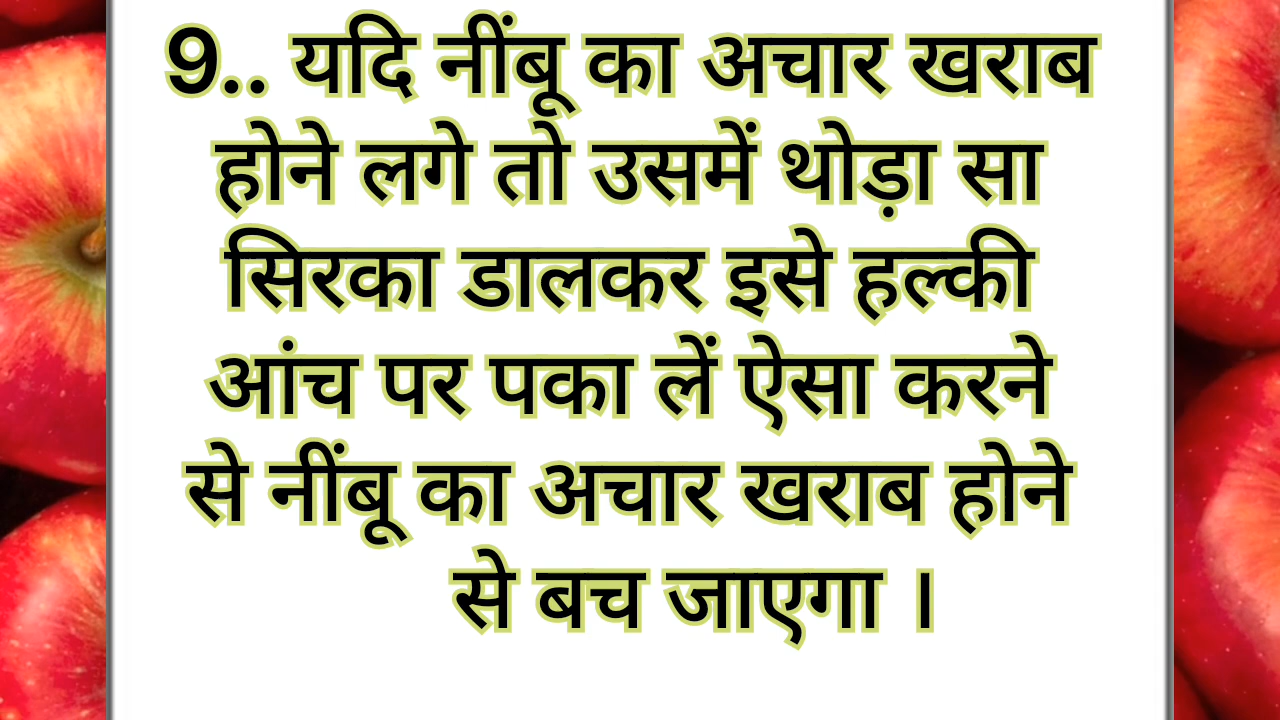 9.. यदि नींबू का अचार खराब
होने लगे तो उसमें थोड़ा सा
सिरका डालकर इसे हल्की
आंच पर पका लें ऐसा करने
से नींबू का अचार खराब होने
से बच जाएगा ।